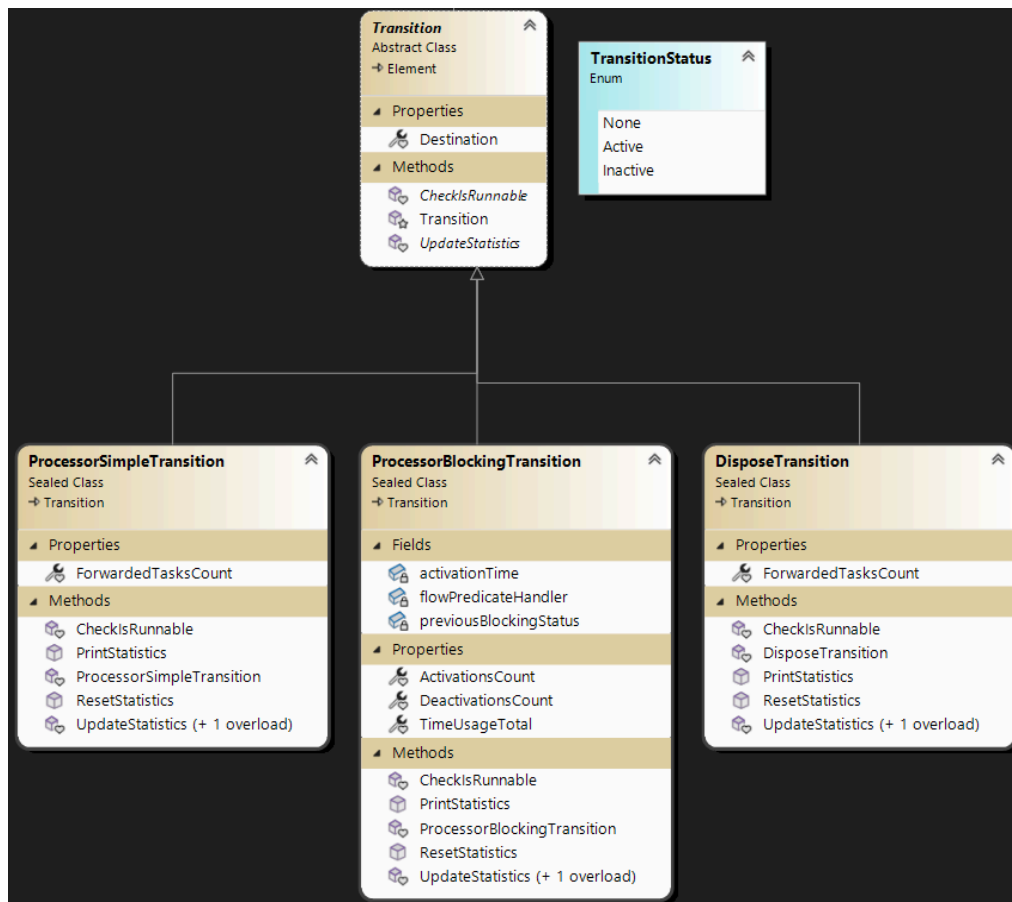 Transition
Abstract Class
Element
Properties
Destination
Methods
CheckIsRunnable
Transition
UpdateStatistics
TransitionStatus
Enum
None
Active
Inactive
ProcessorSimpleTransition
Sealed Class
Transition
Properties
ForwardedTasksCount
Methods
CheckIsRunnable
PrintStatistics
ProcessorSimpleTransition
ResetStatistics
UpdateStatistics (+ 1 overload)
ProcessorBlockingTransition
Sealed Class
Transition
Fields
activationTime
flowPredicateHandler
previousBlockingStatus
Properties
ActivationsCount
DeactivationsCount
TimeUsageTotal
Methods
CheckIsRunnable
PrintStatistics
ProcessorBlockingTransition
ResetStatistics
UpdateStatistics (+ 1 overload)
DisposeTransition
Sealed Class
Transition
Properties
ForwardedTasksCount
Methods
CheckIsRunnable
DisposeTransition
PrintStatistics
ResetStatistics
UpdateStatistics (+ 1 overload)